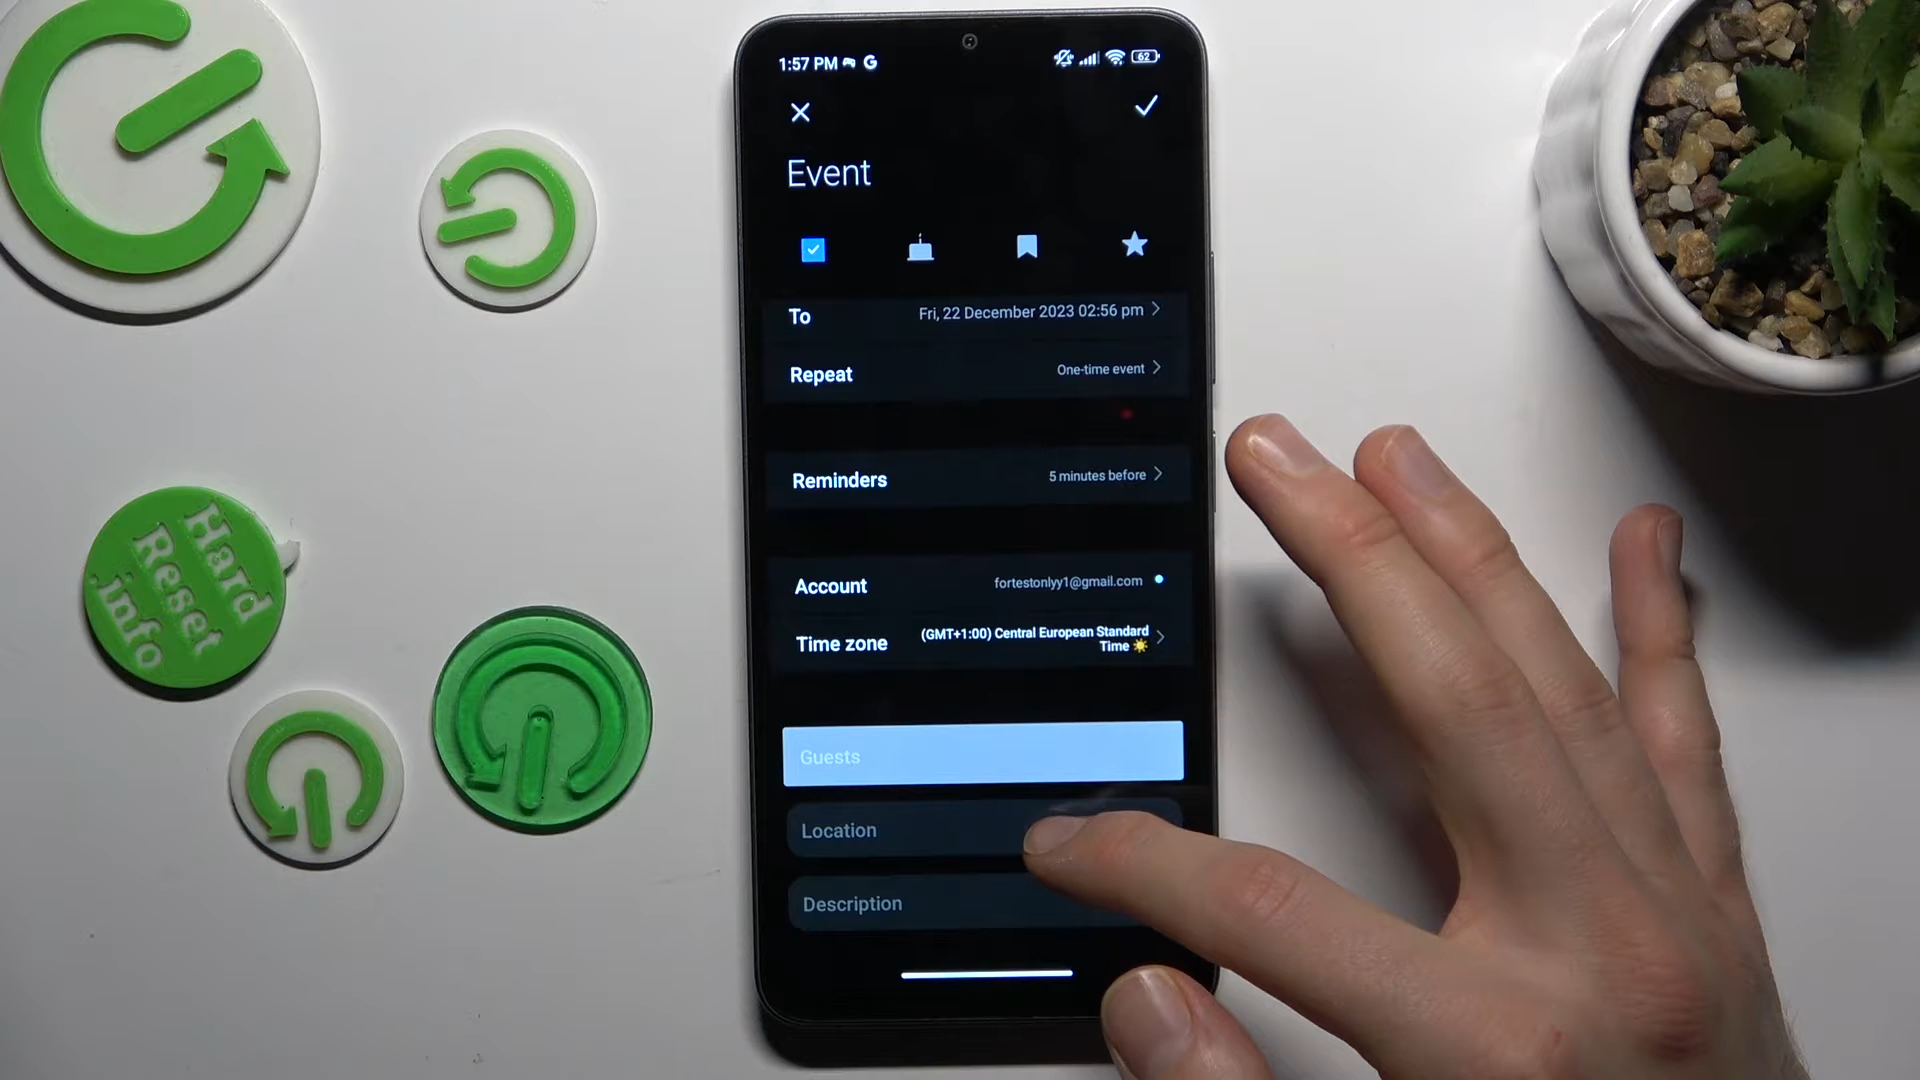 1:57 PM G
62
Event
To Fri, 22 December 2023 02:56 pm
Repeat One-time event
Reminders 5 minutes before
Account fortestonlyy1@gmail.com
Time zone (GMT+1:00) Central European Standard
Time ☀️
Guests
Location
Description
Hard
Reset
.info